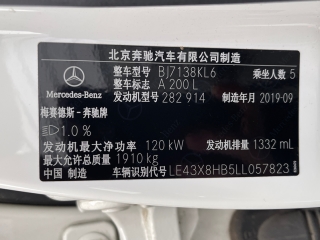 北京奔驰汽车有限公司制造
Mercedes-Benz
整车型号 BJ7138KL6 乘坐人数 5
整车型号 A 200 L
发动机型号 282 914 制造年月 2019-09
梅赛德斯－奔驰牌
1.0 %
发动机最大净功率 120 kW 发动机排量 1332 mL
最大允许总质量 1910 kg
中国 制造 车辆识别代号 LE43X8HB5LL057823